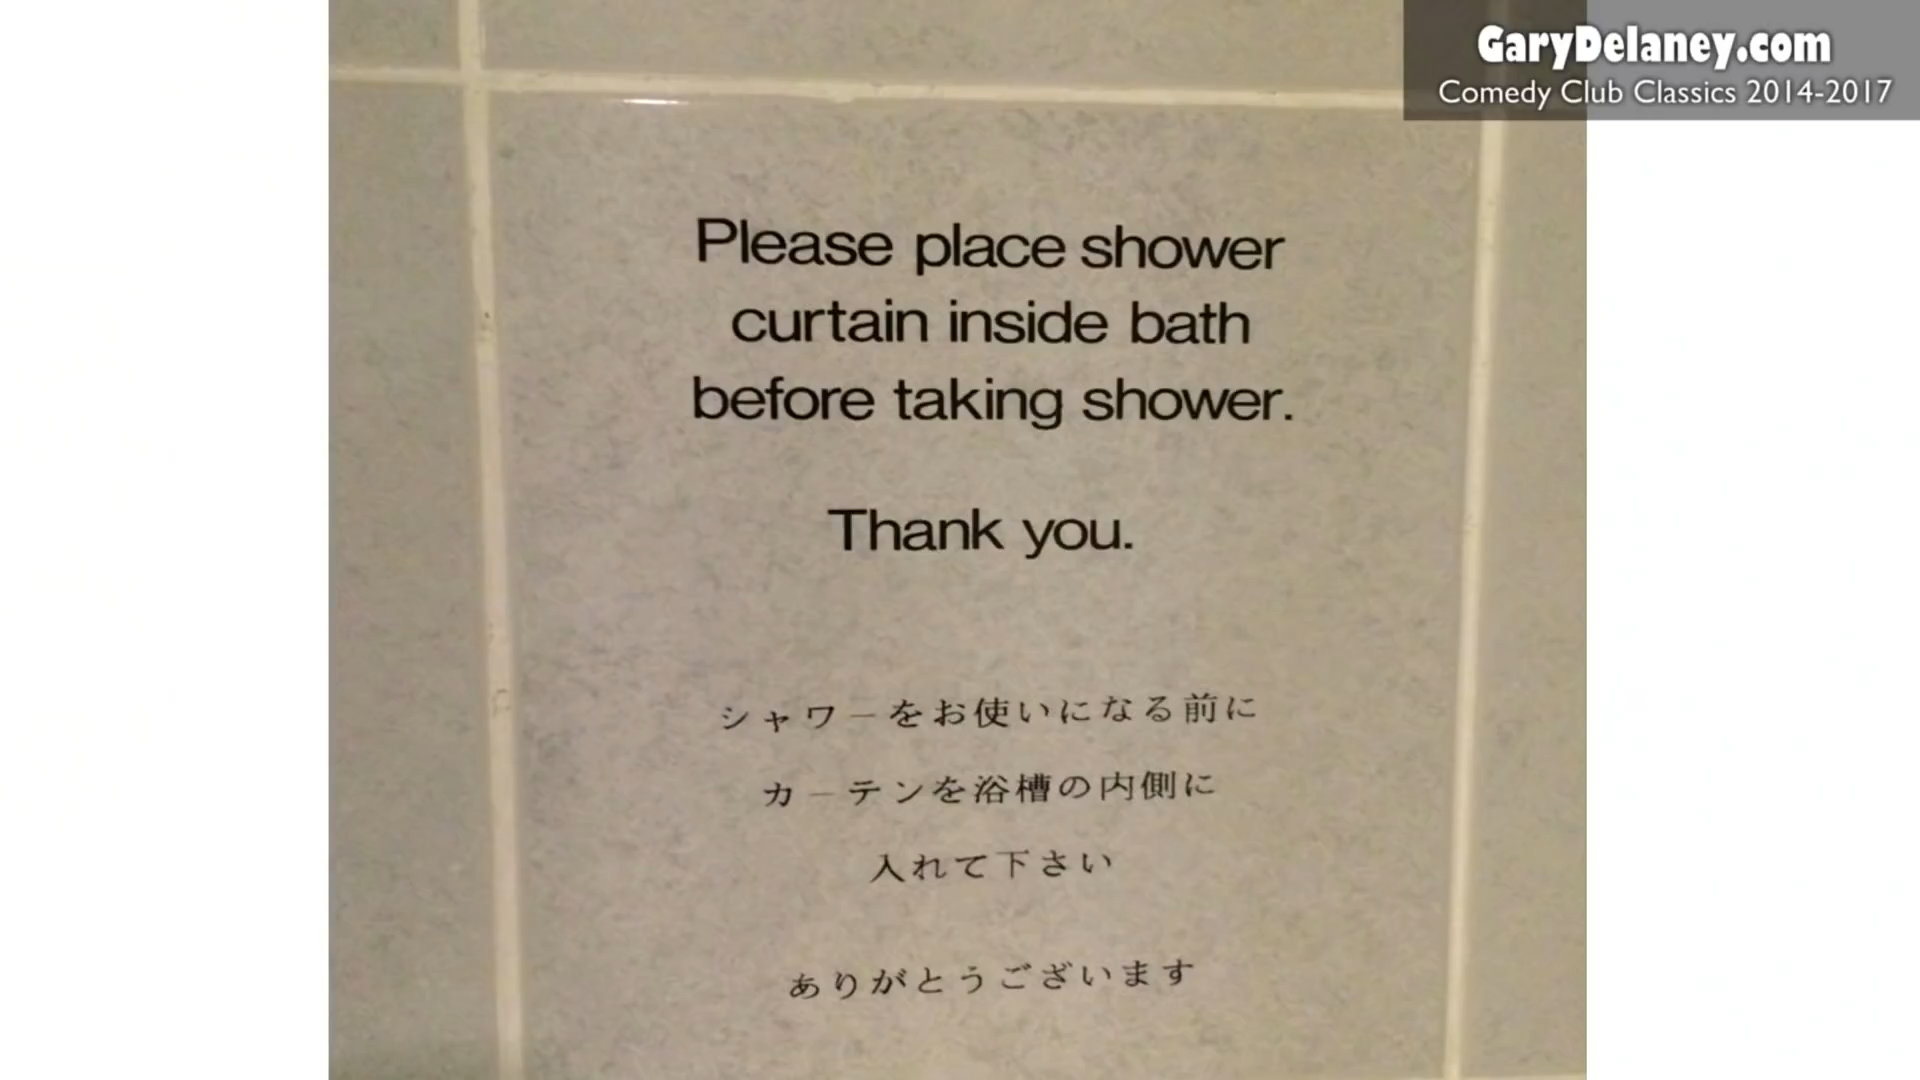 GaryDelaney.com
Comedy Club Classics 2014-2017
Please place shower
curtain inside bath
before taking shower.
Thank you.
シャワーをお使いになる前に
カーテンを浴槽の内側に
入れて下さい
ありがとうございます